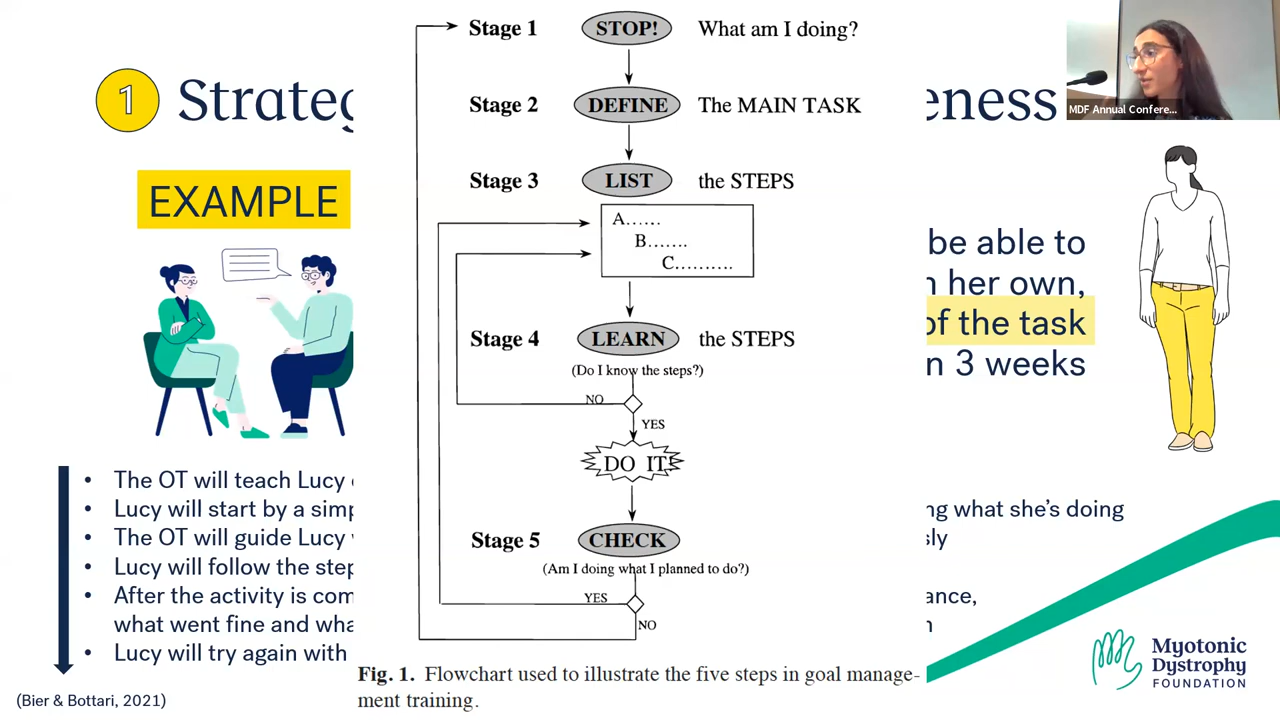 1
Strateg
eness
EXAMPLE
be able to
her own,
of the task
n 3 weeks
Stage 1 STOP! What am I doing?
Stage 2 DEFINE The MAIN TASK
Stage 3 LIST the STEPS
A......
B.......
C..........
Stage 4 LEARN the STEPS
(Do I know the steps?)
NO
YES
DO IT
Stage 5 CHECK
(Am I doing what I planned to do?)
YES
NO
Fig. 1. Flowchart used to illustrate the five steps in goal manage-
ment training.
• The OT will teach Lucy
• Lucy will start by a simp
ng what she's doing
• The OT will guide Lucy
sly
• Lucy will follow the step
• After the activity is com
ance,
what went fine and wha
• Lucy will try again with
(Bier & Bottari, 2021)
MDF Annual Confere...
Myotonic
Dystrophy
FOUNDATION